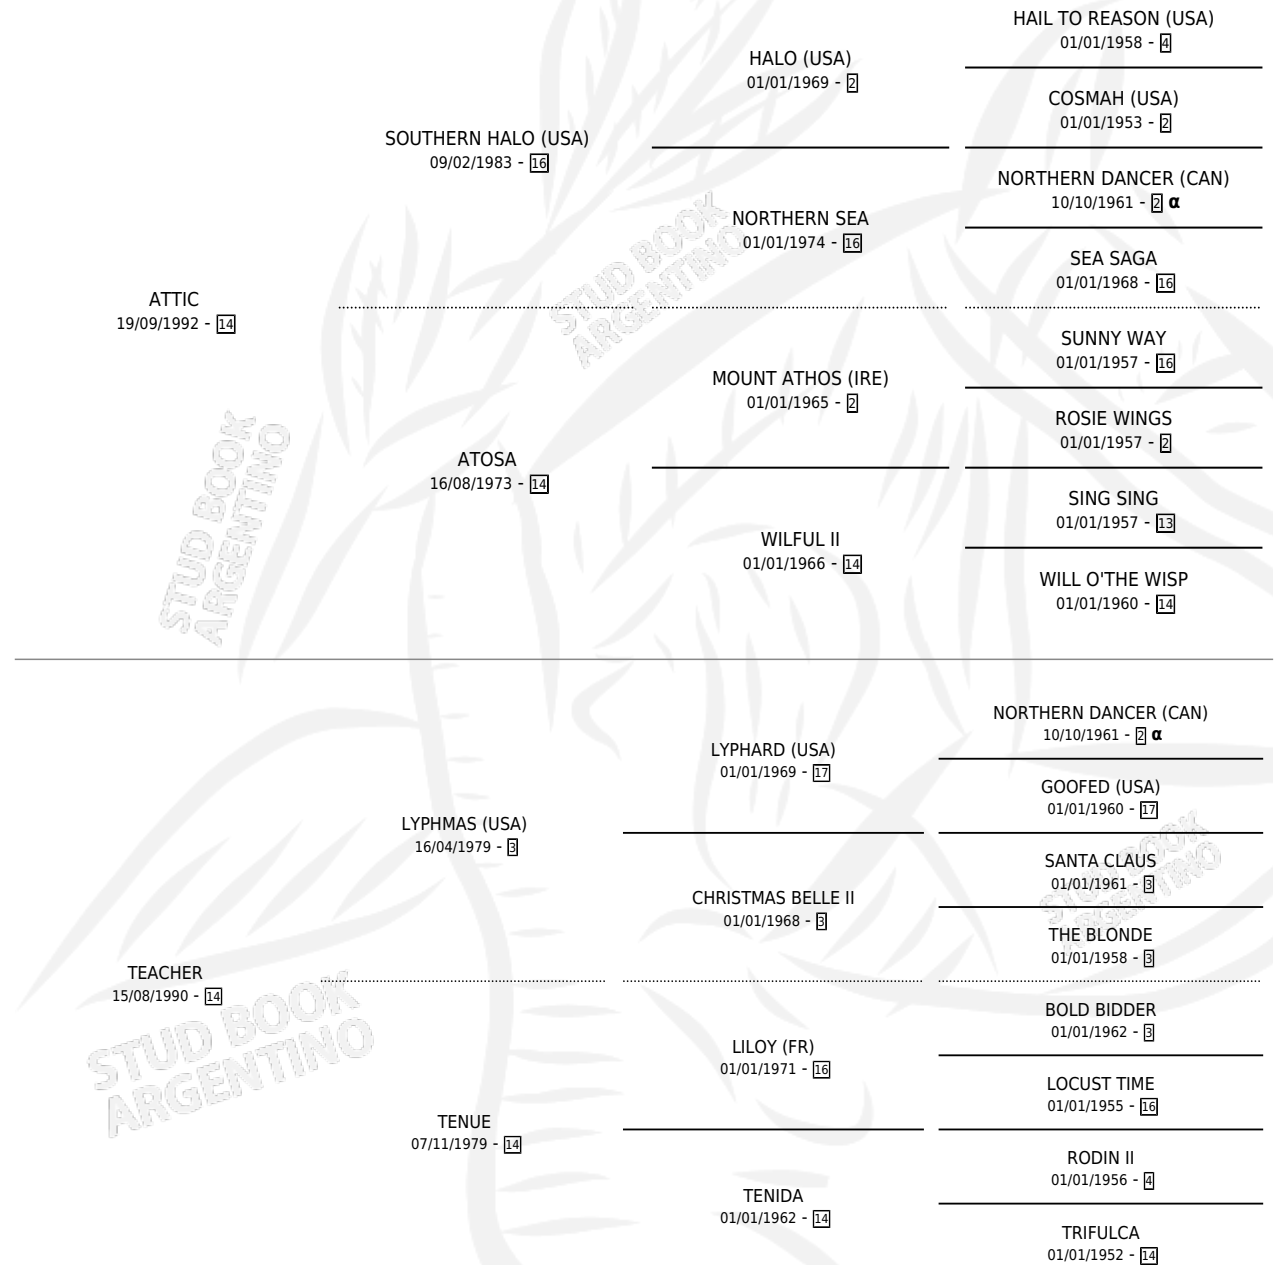 HAIL TO REASON (USA)
01/01/1958 - 4
HALO (USA)
01/01/1969 - 2
COSMAH (USA)
01/01/1953 - 2
SOUTHERN HALO (USA)
09/02/1983 - 16
NORTHERN DANCER (CAN)
10/10/1961 - 2 α
NORTHERN SEA
01/01/1974 - 16
SEA SAGA
01/01/1968 - 16
ATTIC
19/09/1992 - 14
SUNNY WAY
01/01/1957 - 16
MOUNT ATHOS (IRE)
01/01/1965 - 2
ROSIE WINGS
01/01/1957 - 2
ATOSA
16/08/1973 - 14
SING SING
01/01/1957 - 13
WILFUL II
01/01/1966 - 14
WILL O'THE WISP
01/01/1960 - 14
STUD BOOK
ARGENTINO
STUD BOOK
ARGENTINO
NORTHERN DANCER (CAN)
10/10/1961 - 2 α
LYPHARD (USA)
01/01/1969 - 17
GOOFED (USA)
01/01/1960 - 17
LYPHMAS (USA)
16/04/1979 - 3
SANTA CLAUS
01/01/1961 - 3
CHRISTMAS BELLE II
01/01/1968 - 3
THE BLONDE
01/01/1958 - 3
TEACHER
15/08/1990 - 14
BOLD BIDDER
01/01/1962 - 3
LILOY (FR)
01/01/1971 - 16
LOCUST TIME
01/01/1955 - 16
TENUE
07/11/1979 - 14
RODIN II
01/01/1956 - 4
TENIDA
01/01/1962 - 14
TRIFULCA
01/01/1952 - 14
STUD BOOK
ARGENTINO
STUD BOOK
ARGENTINO